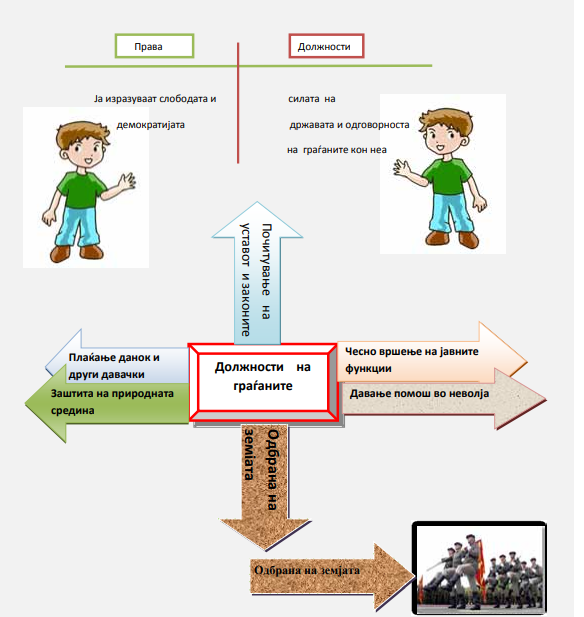 Права
Должности
Ја изразуваат слободата и
демократијата
силата на
државата и одговорноста
на граѓаните кон неа
Почитување на
уставот и законите
Плаќање данок и
други давачки
Заштита на природната
средина
Должности на
граѓаните
Чесно вршење на јавните
функции
Давање помош во неволја
Одбрана на
земјата
Одбрана на земјата